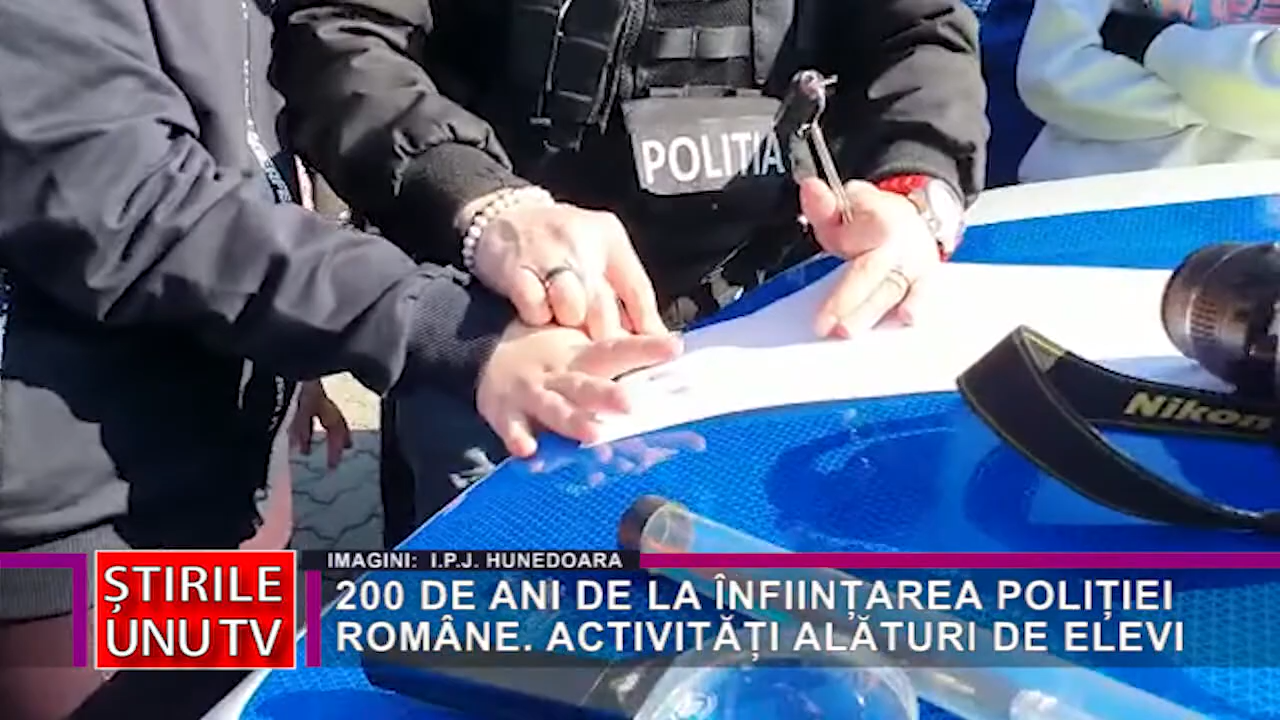 POLITIA
Nikon
IMAGINI: I.P.J. HUNEDOARA
ȘTIRILE
UNU TV
200 DE ANI DE LA ÎNFIINȚAREA POLIȚIEI
ROMÂNE. ACTIVITĂȚI ALĂTURI DE ELEVI